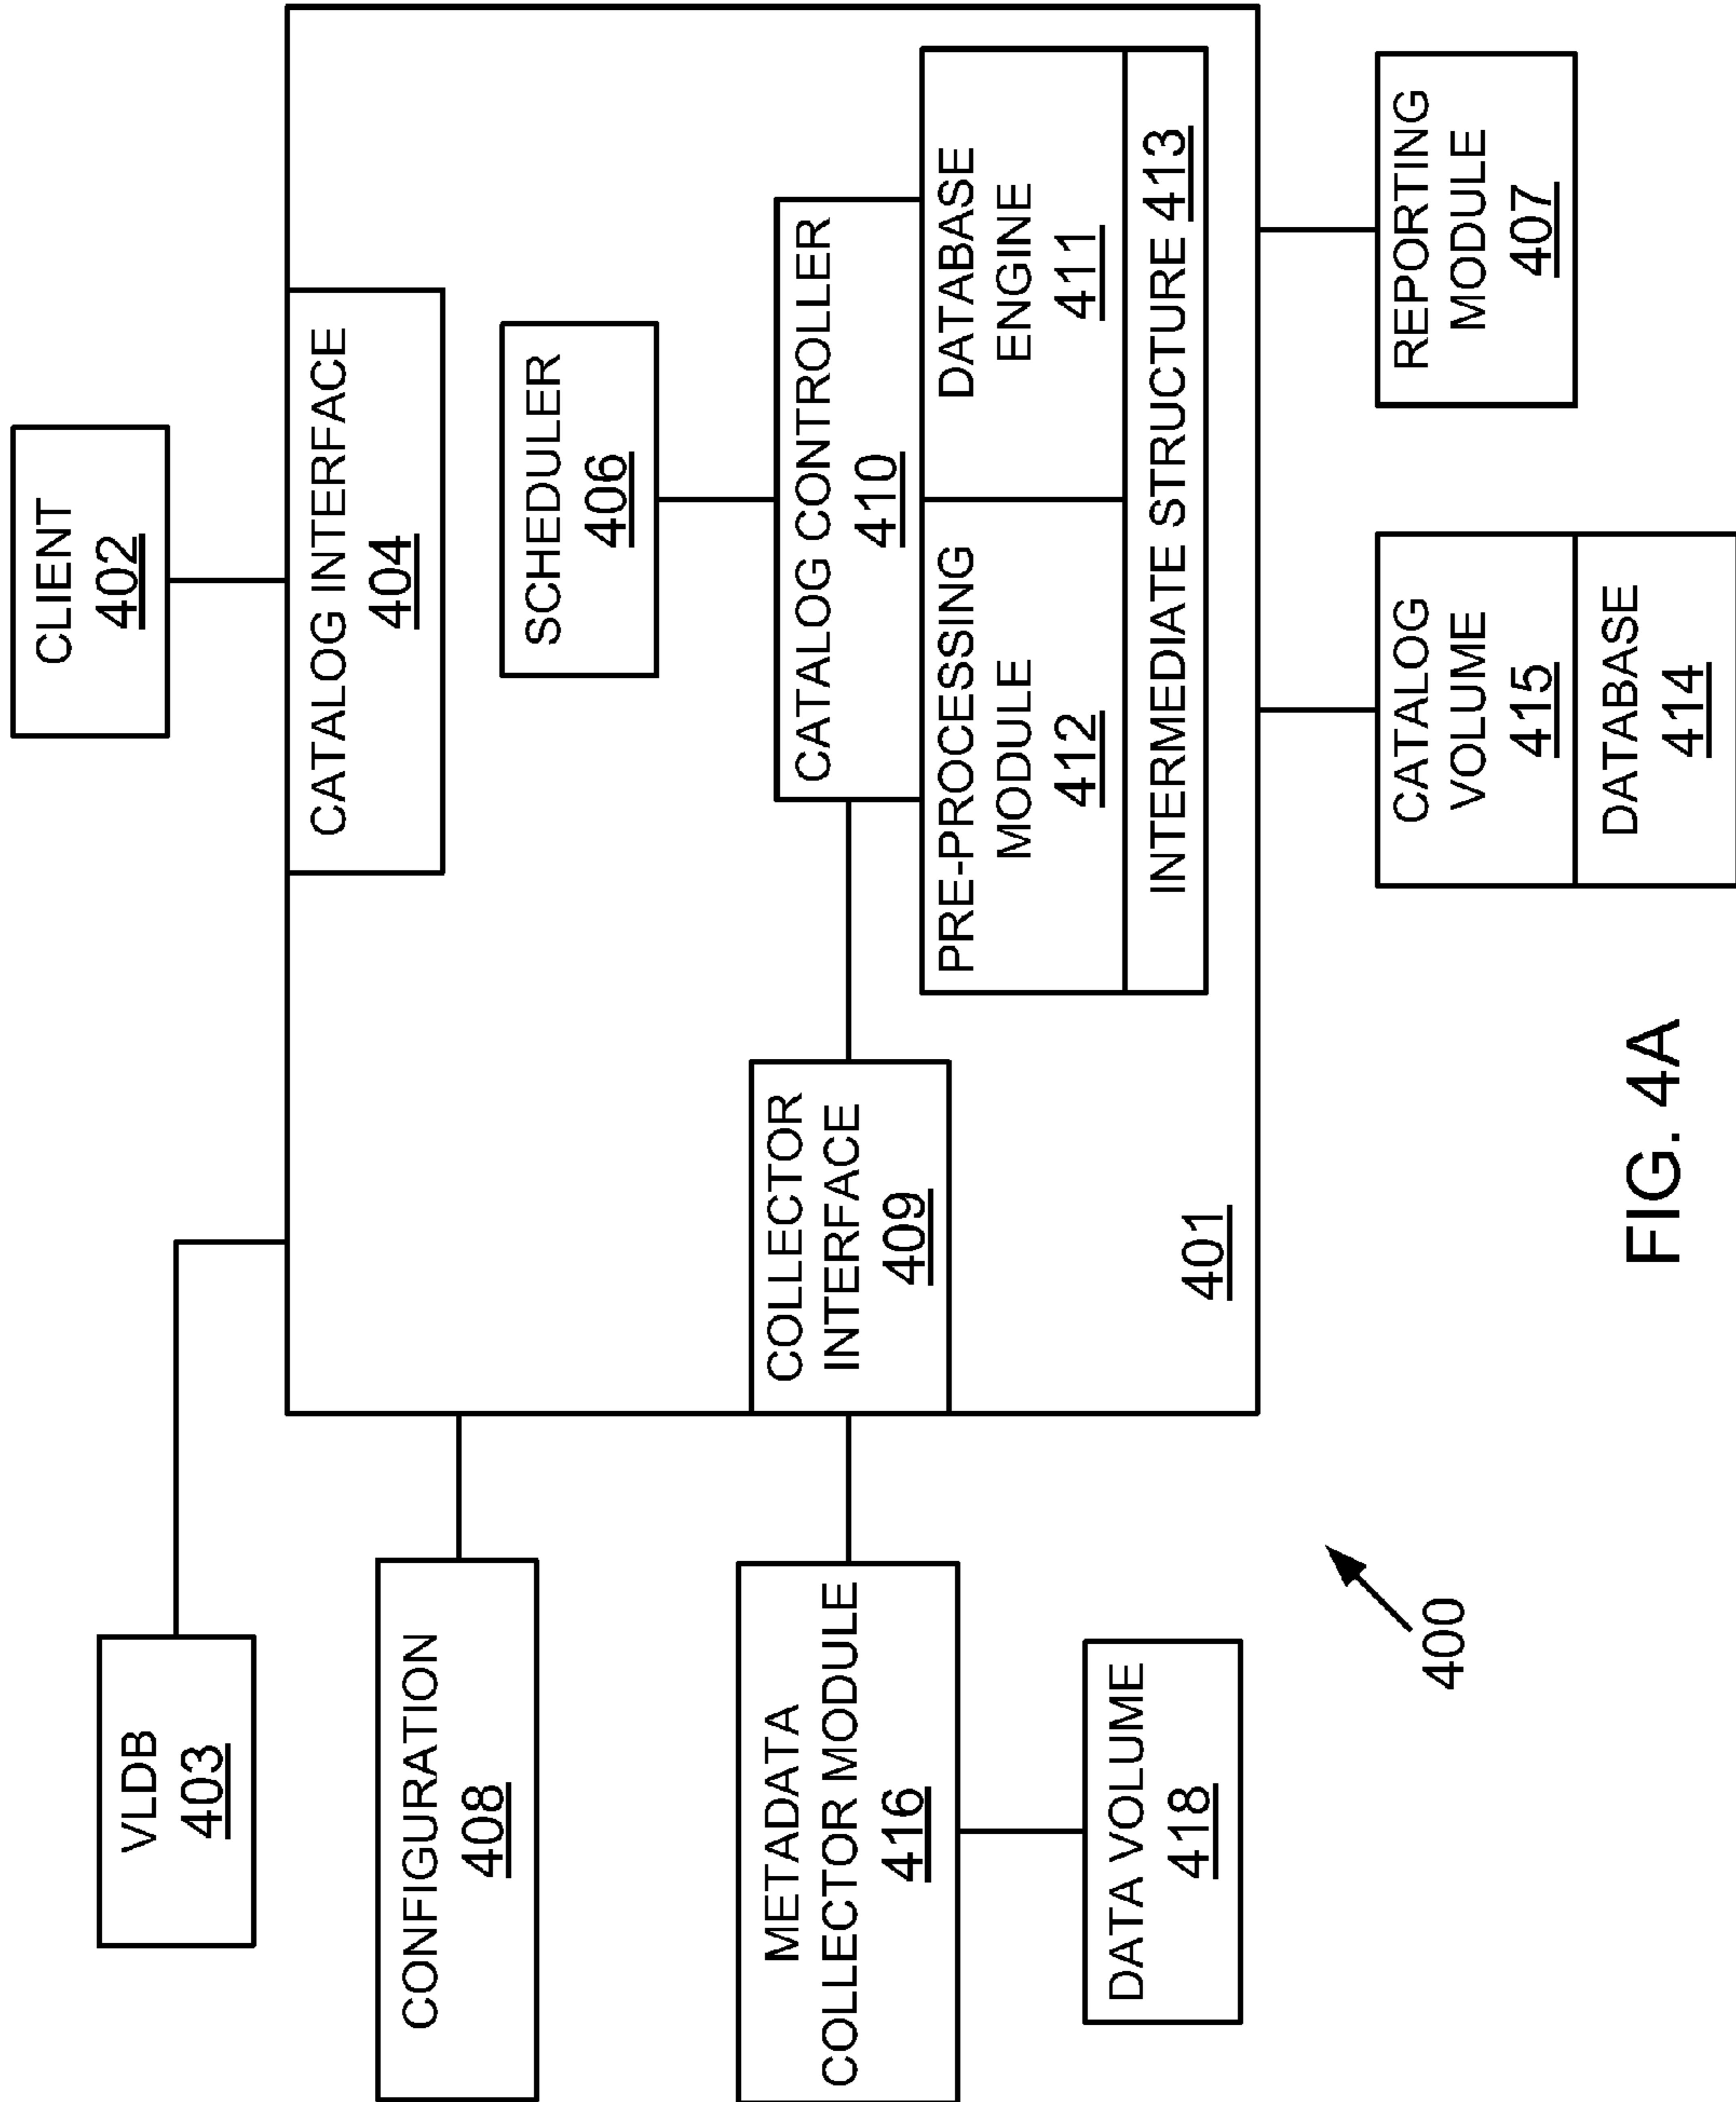 VLDB
403
CLIENT
402
CONFIGURATION
408
CATALOG INTERFACE
404
SCHEDULER
406
METADATA
COLLECTOR MODULE
416
COLLECTOR
INTERFACE
409
CATALOG CONTROLLER
410
PRE-PROCESSING
MODULE
412
DATABASE
ENGINE
411
INTERMEDIATE STRUCTURE 413
DATA VOLUME
418
401
400
CATALOG
VOLUME
415
DATABASE
414
REPORTING
MODULE
407
FIG. 4A